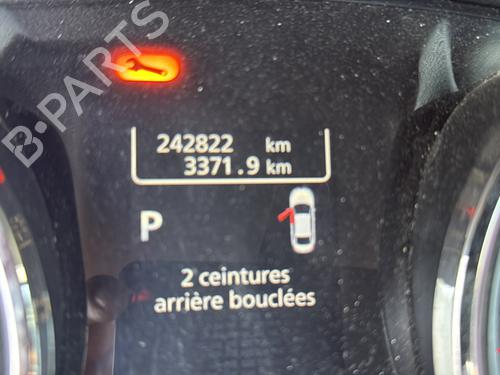 B-PARTS
242822 km
3371.9 km
P
2 ceintures
arrière bouclées